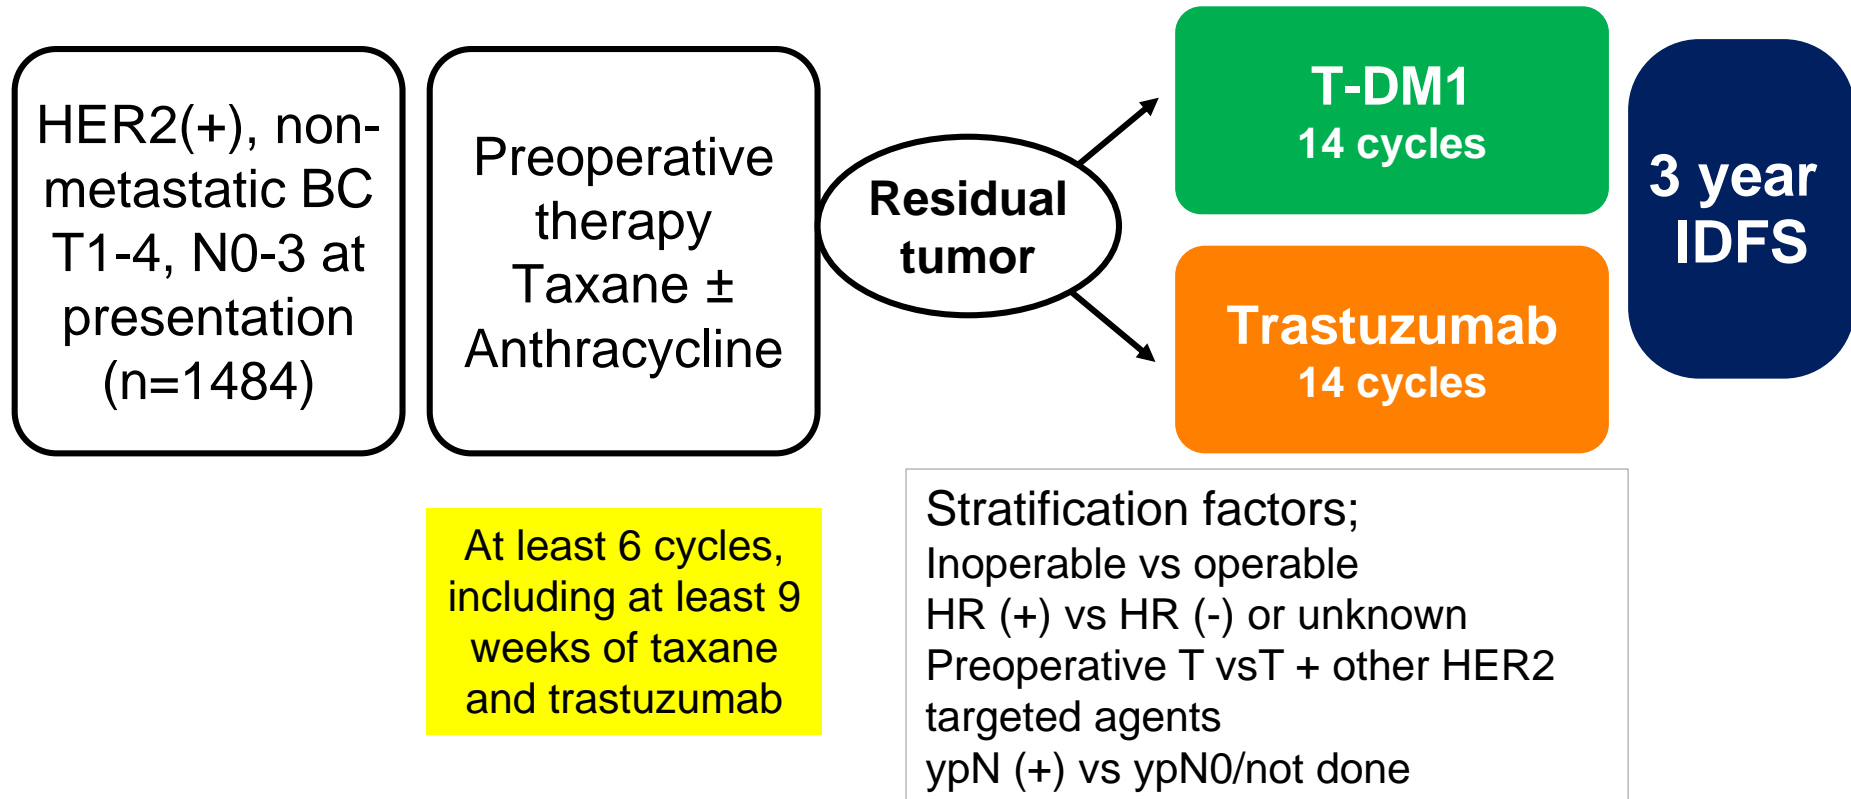 HER2(+), non-
metastatic BC
T1-4, N0-3 at
presentation
(n=1484)
Preoperative
therapy
Taxane ±
Anthracycline
Residual
tumor
T-DM1
14 cycles
Trastuzumab
14 cycles
3 year
IDFS
At least 6 cycles,
including at least 9
weeks of taxane
and trastuzumab
Stratification factors;
Inoperable vs operable
HR (+) vs HR (-) or unknown
Preoperative T vsT + other HER2
targeted agents
ypN (+) vs ypN0/not done